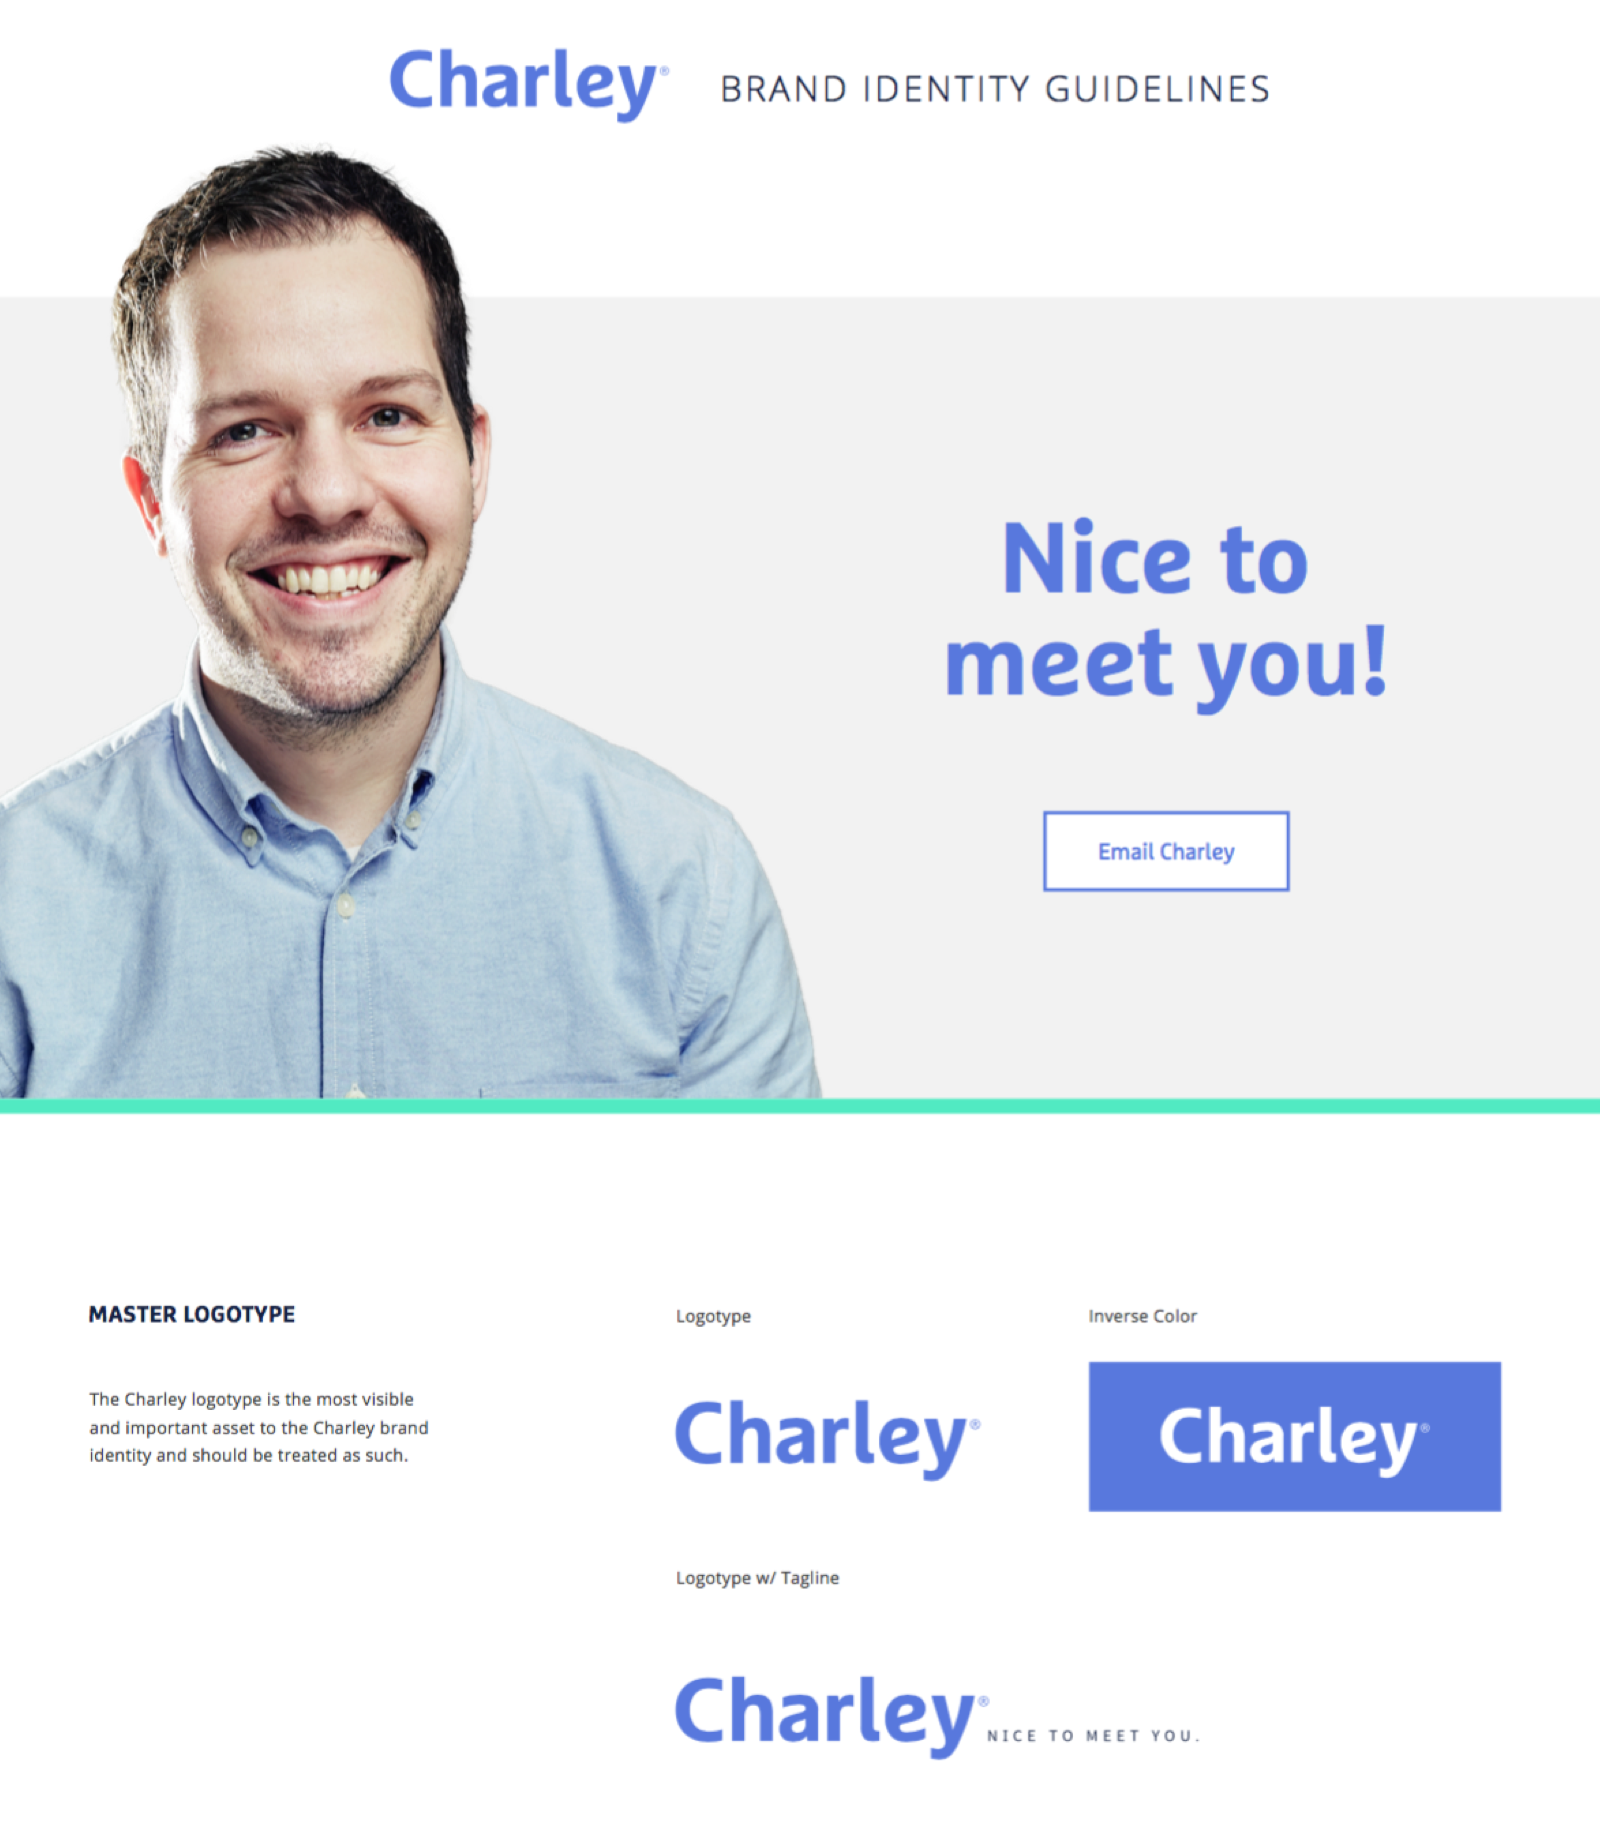 Charley® BRAND IDENTITY GUIDELINES
Nice to
meet you!
Email Charley
MASTER LOGOTYPE
The Charley logotype is the most visible
and important asset to the Charley brand
identity and should be treated as such.
Logotype
Charley®
Inverse Color
Charley®
Logotype w/ Tagline
Charley® NICE TO MEET YOU.